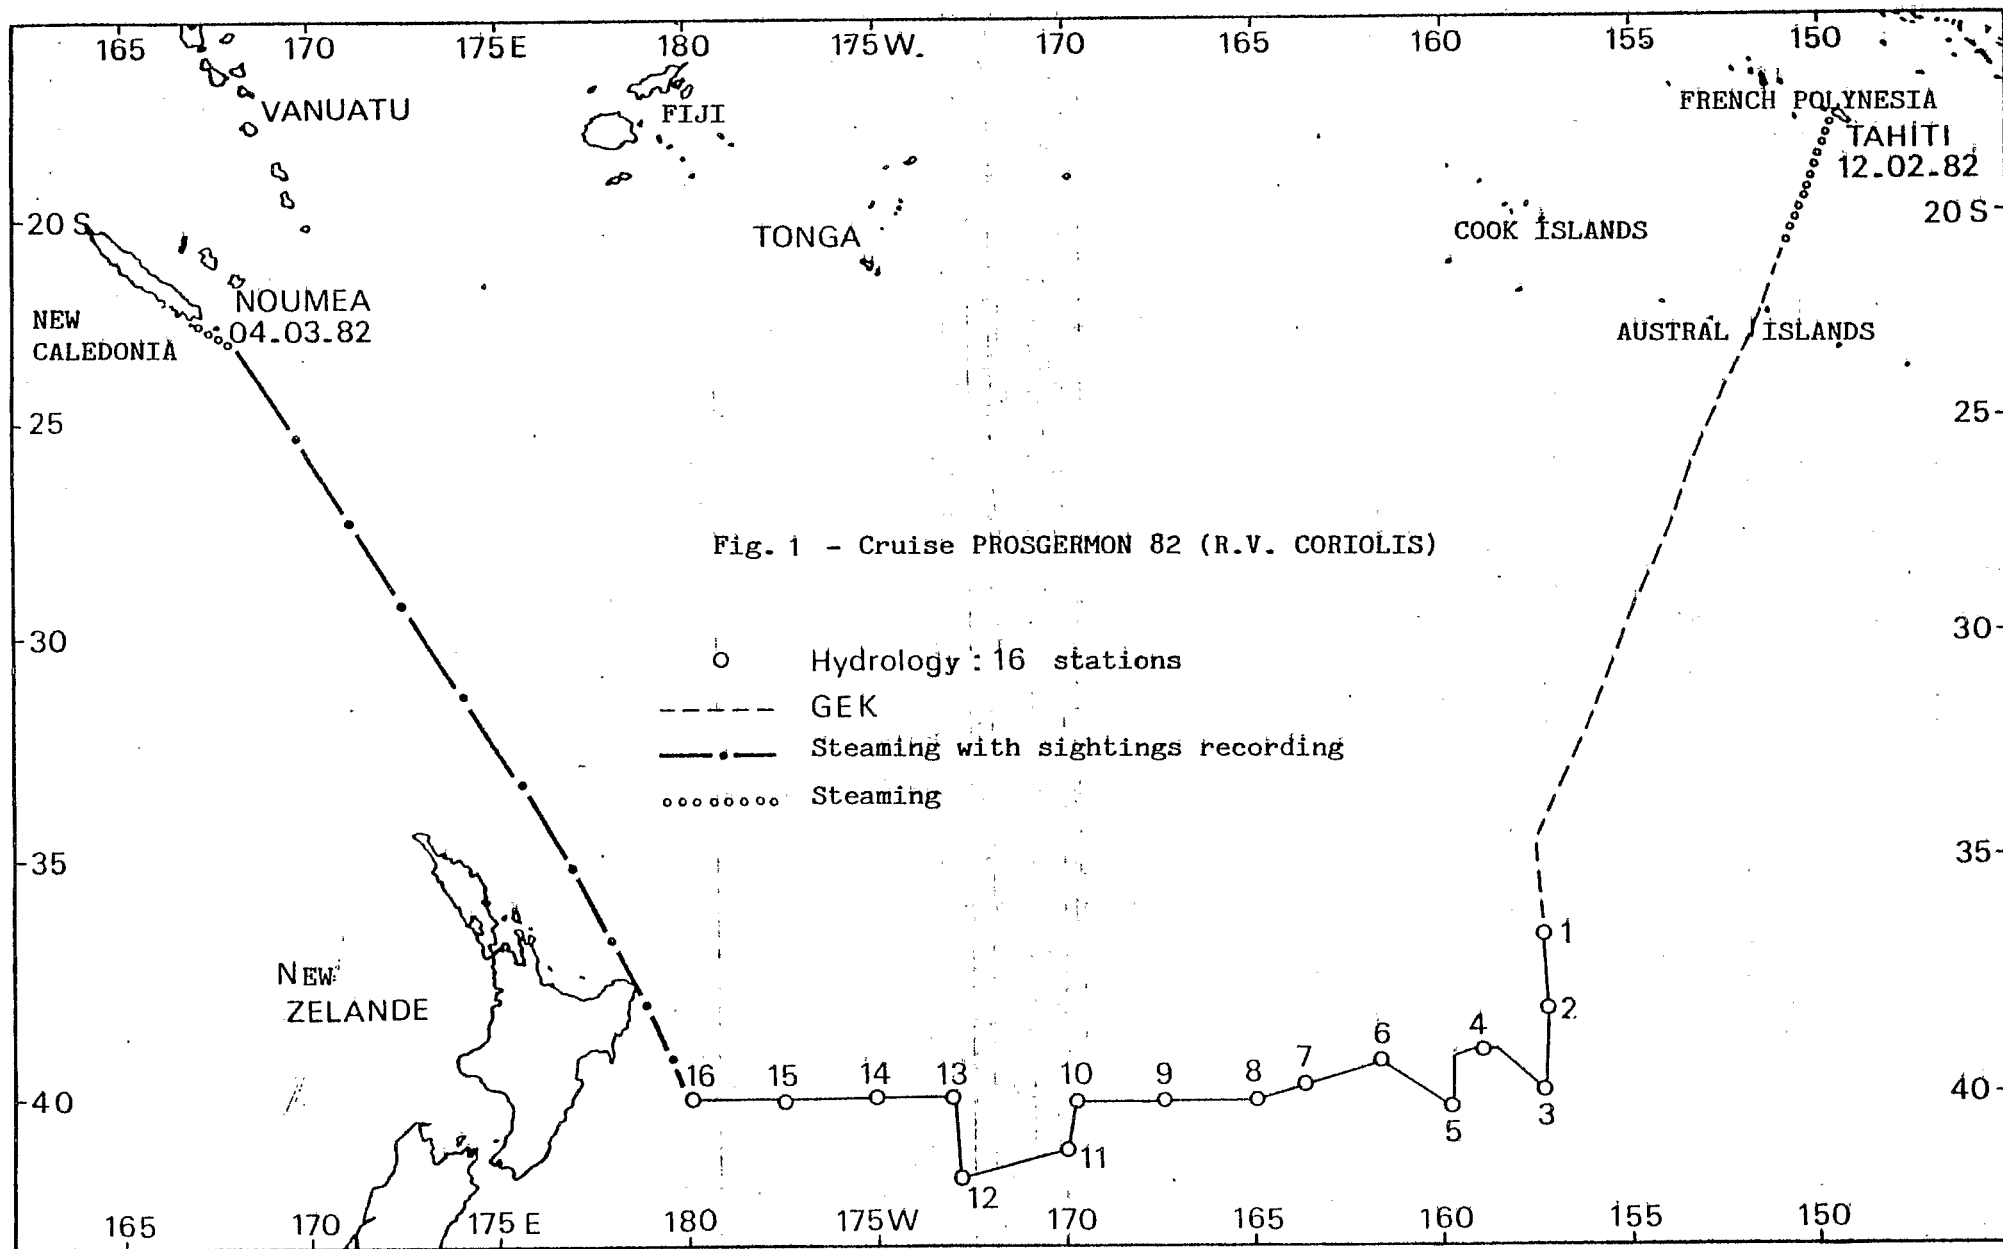 165 170 175E 180 175W. 170 165 160 155 150
VANUATU
FIJI
FRENCH POLYNESIA
TAHITI
12.02.82
20 S
20 S
TONGA
COOK ISLANDS
NOUMEA
04.03.82
NEW
CALEDONIA
AUSTRAL ISLANDS
25
25
Fig. 1 - Cruise PROSGERMON 82 (R.V. CORIOLIS)
30
30
Hydrology : 16 stations
GEK
Steaming with sightings recording
Steaming
35
35
1
NEW
ZELANDE
2
4
6
7
8
9
10
13
14
15
16
40
40
3
5
11
12
165 170 175 E 180 175W 170 165 160 155 150